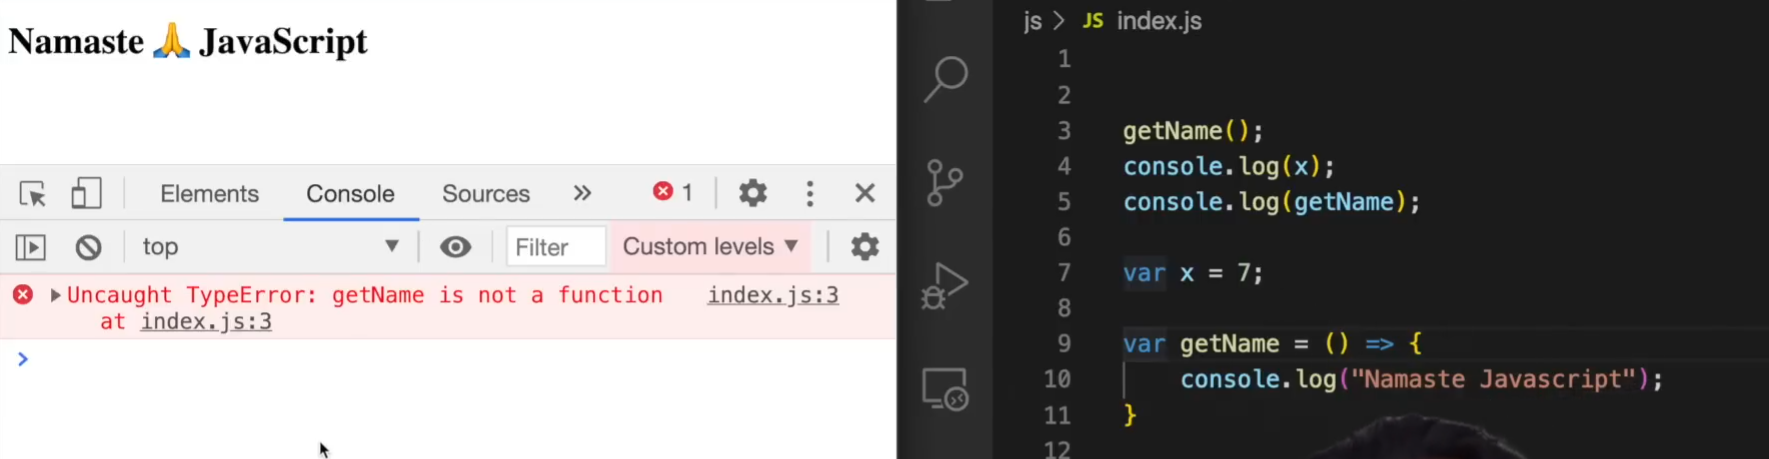 Namaste 🙏 JavaScript
Elements Console Sources » 1
top Filter Custom levels ▼
Uncaught TypeError: getName is not a function index.js:3
at index.js:3
>
js > JS index.js
1
2
3 getName();
4 console.log(x);
5 console.log(getName);
6
7 var x = 7;
8
9 var getName = () => {
10 console.log("Namaste Javascript");
11 }
12